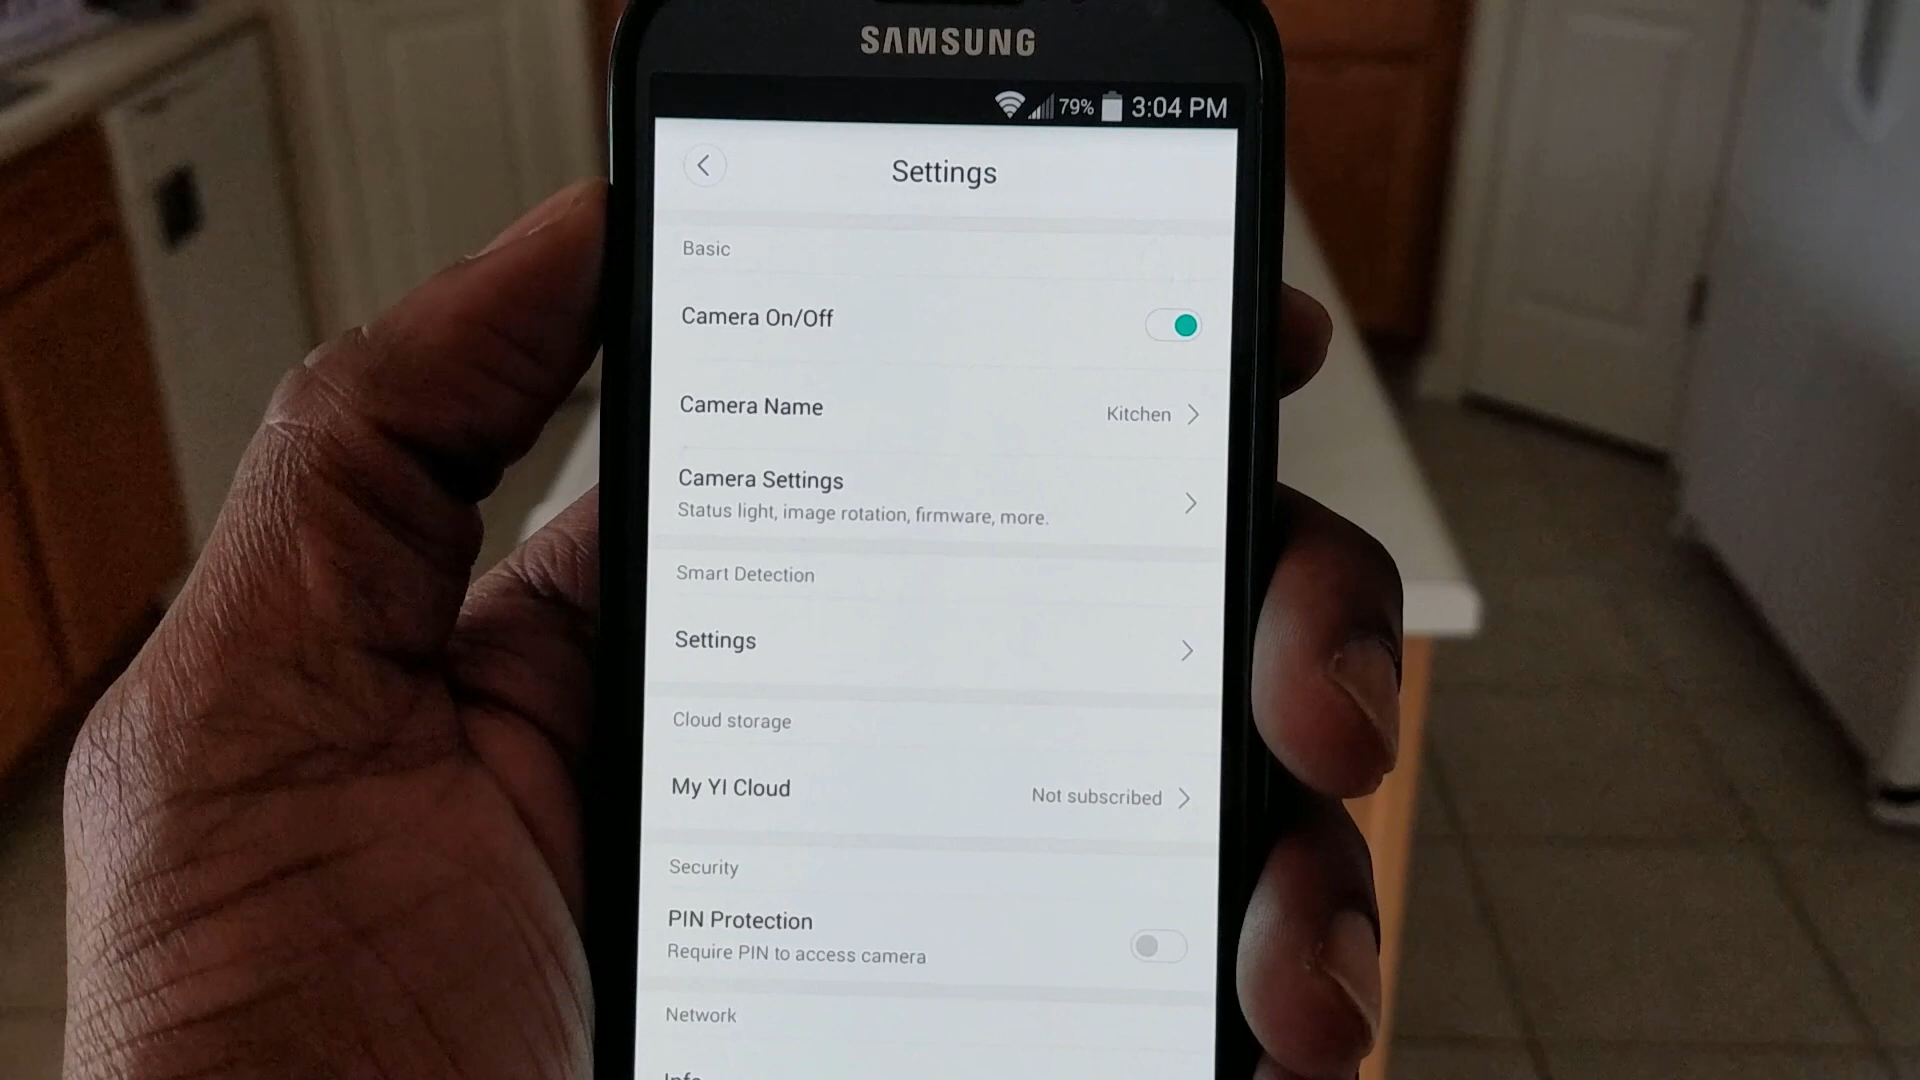 SAMSUNG
79% 3:04 PM
Settings
Basic
Camera On/Off
Camera Name Kitchen
Camera Settings
Status light, image rotation, firmware, more.
Smart Detection
Settings
Cloud storage
My YI Cloud Not subscribed
Security
PIN Protection
Require PIN to access camera
Network